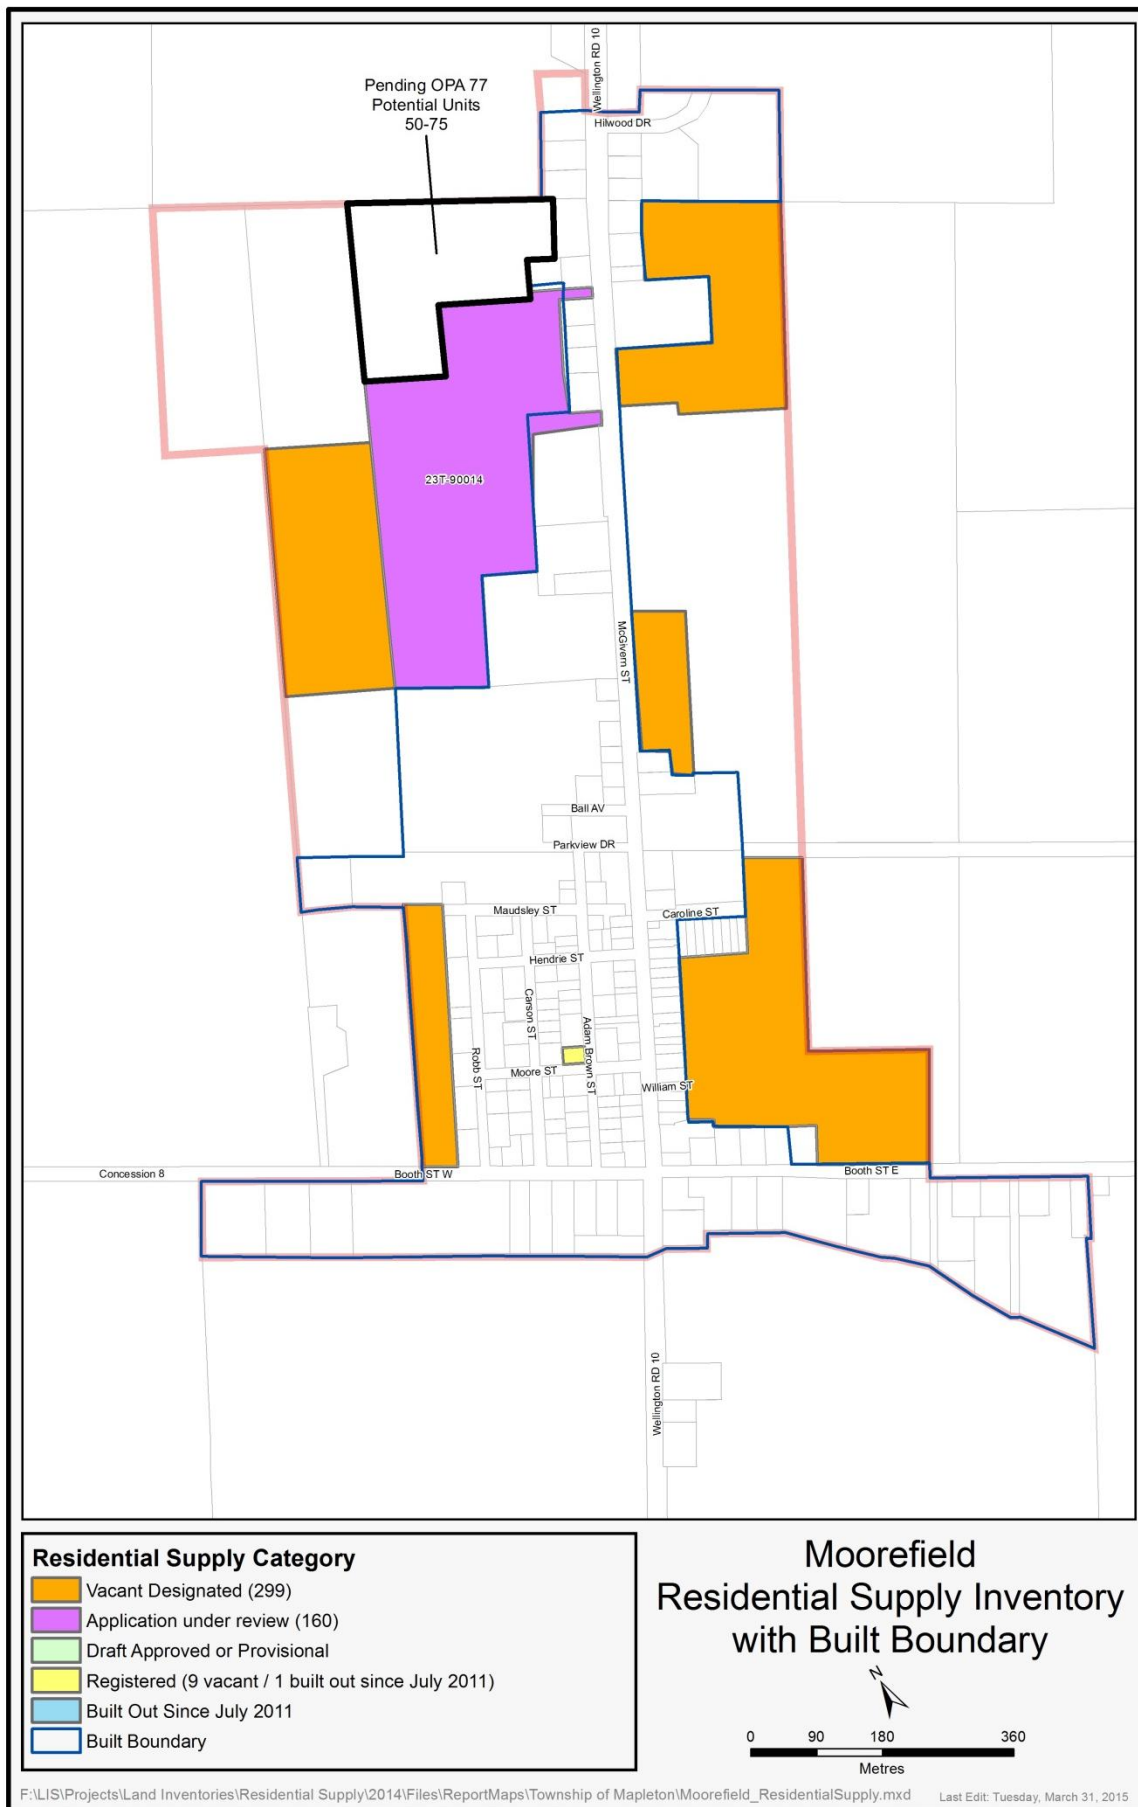 Wellington RD 10
Pending OPA 77
Potential Units
50-75
Hilwood DR
23T-90014
McGivern ST
Ball AV
Parkview DR
Maudsley ST
Caroline ST
Hendrie ST
Carson ST
Adam Brown ST
Robb ST
Moore ST
William ST
Concession 8
Booth ST W
Booth ST E
Wellington RD 10
Residential Supply Category
Vacant Designated (299)
Application under review (160)
Draft Approved or Provisional
Registered (9 vacant / 1 built out since July 2011)
Built Out Since July 2011
Built Boundary
Moorefield
Residential Supply Inventory
with Built Boundary
N
0 90 180 360
Metres
F:\LIS\Projects\Land Inventories\Residential Supply\2014\Files\ReportMaps\Township of Mapleton\Moorefield_ResidentialSupply.mxd
Last Edit: Tuesday, March 31, 2015